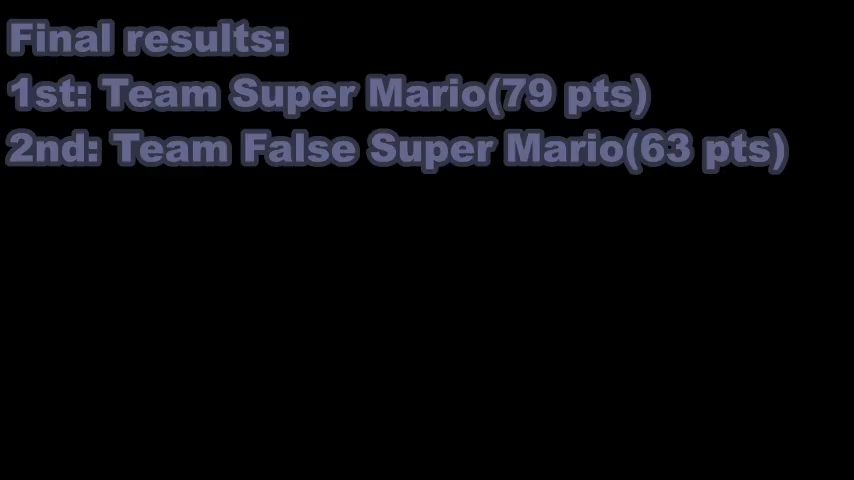 Final results:
1st: Team Super Mario(79 pts)
2nd: Team False Super Mario(63 pts)